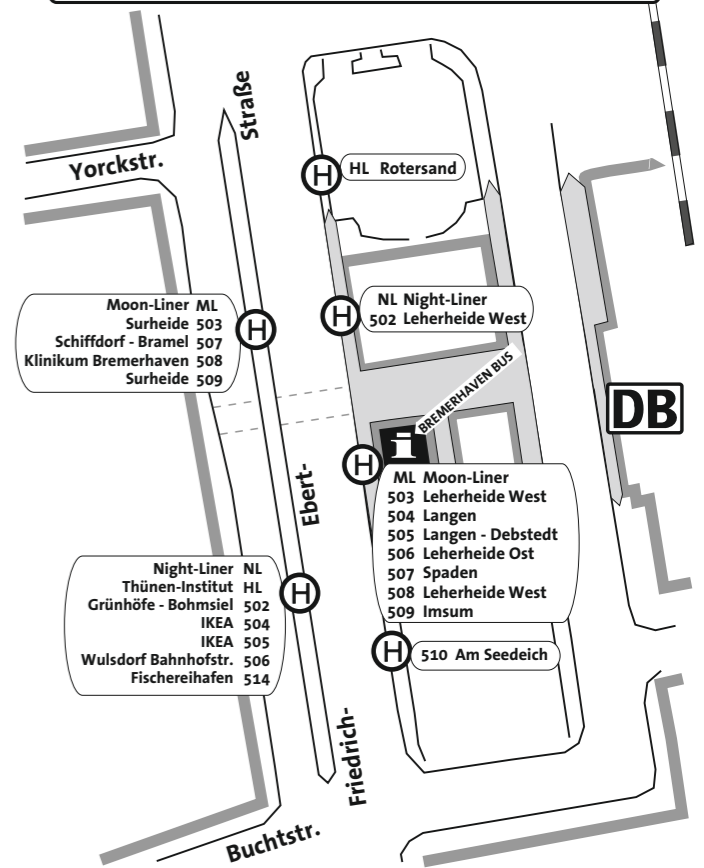 Straße
Yorckstr.
H
HL Rotersand
H
NL Night-Liner
502 Leherheide West
Moon-Liner ML
Surheide 503
Schiffdorf - Bramel 507
Klinikum Bremerhaven 508
Surheide 509
H
BREMERHAVEN BUS
i
DB
H
ML Moon-Liner
503 Leherheide West
504 Langen
505 Langen - Debstedt
506 Leherheide Ost
507 Spaden
508 Leherheide West
509 Imsum
Ebert-
Night-Liner NL
Thünen-Institut HL
Grünhöfe - Bohmsiel 502
IKEA 504
IKEA 505
Wulsdorf Bahnhofstr. 506
Fischereihafen 514
H
H
510 Am Seedeich
Friedrich-
Buchtstr.